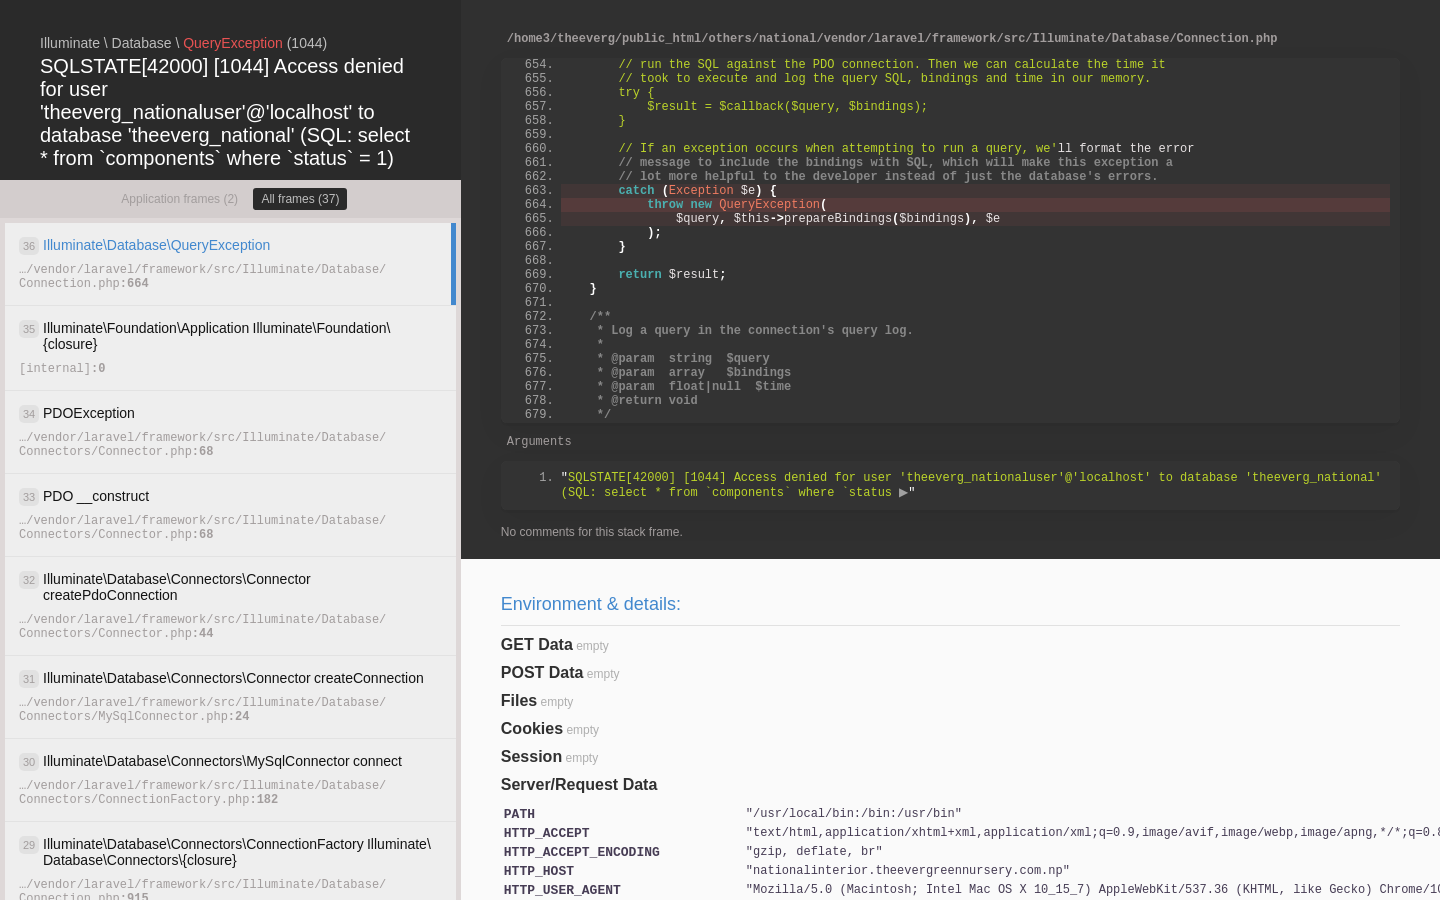 Illuminate \ Database \ QueryException (1044)
SQLSTATE[42000] [1044] Access denied
for user
'theeverg_nationaluser'@'localhost' to
database 'theeverg_national' (SQL: select
* from `components` where `status` = 1)
Application frames (2) All frames (37)
36 Illuminate\Database\QueryException
…/vendor/laravel/framework/src/Illuminate/Database/
Connection.php:664
35 Illuminate\Foundation\Application Illuminate\Foundation\
{closure}
[internal]:0
34 PDOException
…/vendor/laravel/framework/src/Illuminate/Database/
Connectors/Connector.php:68
33 PDO __construct
…/vendor/laravel/framework/src/Illuminate/Database/
Connectors/Connector.php:68
32 Illuminate\Database\Connectors\Connector
createPdoConnection
…/vendor/laravel/framework/src/Illuminate/Database/
Connectors/Connector.php:44
31 Illuminate\Database\Connectors\Connector createConnection
…/vendor/laravel/framework/src/Illuminate/Database/
Connectors/MySqlConnector.php:24
30 Illuminate\Database\Connectors\MySqlConnector connect
…/vendor/laravel/framework/src/Illuminate/Database/
Connectors/ConnectionFactory.php:182
29 Illuminate\Database\Connectors\ConnectionFactory Illuminate\
Database\Connectors\{closure}
…/vendor/laravel/framework/src/Illuminate/Database/
Connection.php:915
/home3/theeverg/public_html/others/national/vendor/laravel/framework/src/Illuminate/Database/Connection.php
654. // run the SQL against the PDO connection. Then we can calculate the time it
655. // took to execute and log the query SQL, bindings and time in our memory.
656. try {
657. $result = $callback($query, $bindings);
658. }
659.
660. // If an exception occurs when attempting to run a query, we'll format the error
661. // message to include the bindings with SQL, which will make this exception a
662. // lot more helpful to the developer instead of just the database's errors.
663. catch (Exception $e) {
664. throw new QueryException(
665. $query, $this->prepareBindings($bindings), $e
666. );
667. }
668.
669. return $result;
670. }
671.
672. /**
673. * Log a query in the connection's query log.
674. *
675. * @param  string  $query
676. * @param  array   $bindings
677. * @param  float|null  $time
678. * @return void
679. */
Arguments
1. "SQLSTATE[42000] [1044] Access denied for user 'theeverg_nationaluser'@'localhost' to database 'theeverg_national'
(SQL: select * from `components` where `status ▶"
No comments for this stack frame.
Environment & details:
GET Data empty
POST Data empty
Files empty
Cookies empty
Session empty
Server/Request Data
PATH "/usr/local/bin:/bin:/usr/bin"
HTTP_ACCEPT "text/html,application/xhtml+xml,application/xml;q=0.9,image/avif,image/webp,image/apng,*/*;q=0.8
HTTP_ACCEPT_ENCODING "gzip, deflate, br"
HTTP_HOST "nationalinterior.theevergreennursery.com.np"
HTTP_USER_AGENT "Mozilla/5.0 (Macintosh; Intel Mac OS X 10_15_7) AppleWebKit/537.36 (KHTML, like Gecko) Chrome/10